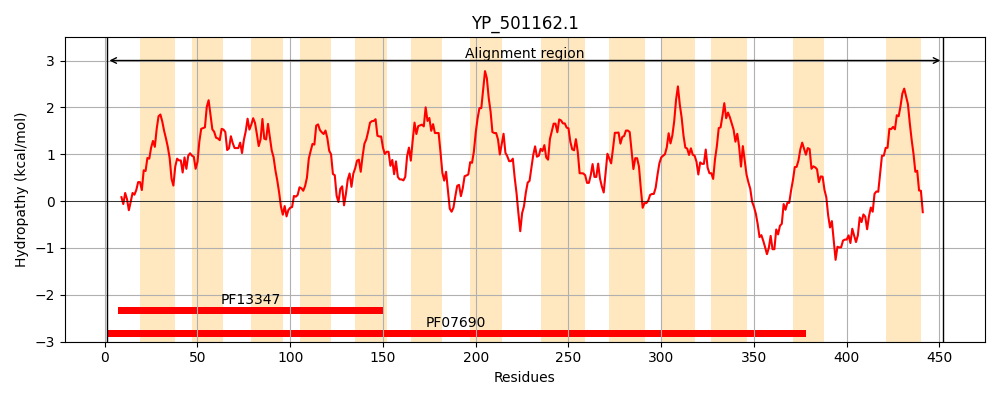 YP_501162.1
Hydropathy (kcal/mol)
3
2
1
0
−1
−2
−3
Alignment region
PF13347
PF07690
0 50 100 150 200 250 300 350 400 450
Residues